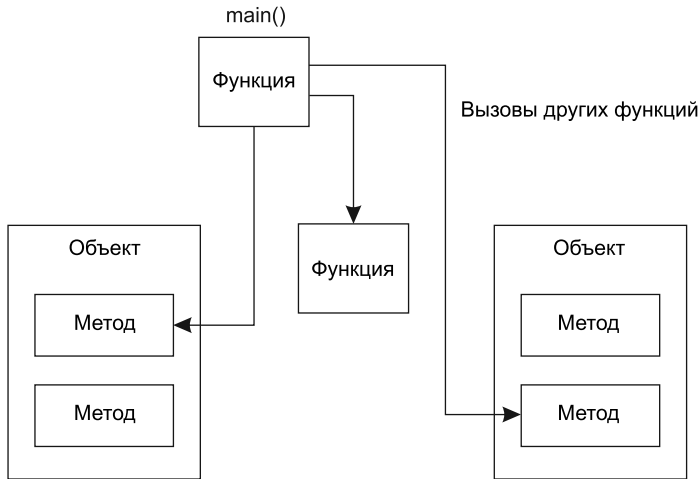 main()
Функция
Вызовы других функций
Объект
Функция
Объект
Метод
Метод
Метод
Метод